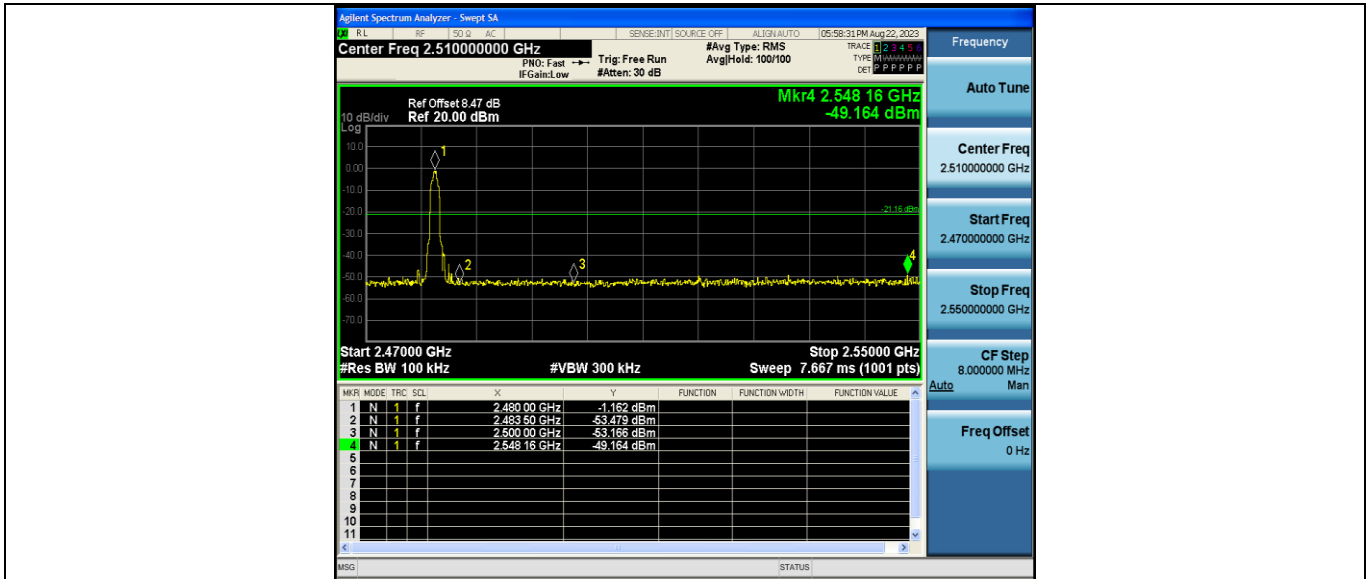 Agilent Spectrum Analyzer - Swept SA
LXI RL RF 50 Ω AC SENSE:INT SOURCE OFF ALIGN AUTO 05:58:31 PM Aug 22, 2023
Center Freq 2.510000000 GHz
PNO: Fast
IFGain:Low
Trig: Free Run
#Atten: 30 dB
#Avg Type: RMS
Avg|Hold: 100/100
TRACE 1 2 3 4 5 6
TYPE M WWWWW
DET P P P P P P
Mkr4 2.548 16 GHz
-49.164 dBm
Ref Offset 8.47 dB
10 dB/div Ref 20.00 dBm
Log
10.0
0.00
-10.0
-20.0
-30.0
-40.0
-50.0
-60.0
-70.0
1
2
3
4
-21.16 dBm
Start 2.47000 GHz Stop 2.55000 GHz
#Res BW 100 kHz #VBW 300 kHz Sweep 7.667 ms (1001 pts)
MKR MODE TRC SCL X Y FUNCTION FUNCTION WIDTH FUNCTION VALUE
1 N 1 f 2.480 00 GHz -1.162 dBm
2 N 1 f 2.483 50 GHz -53.479 dBm
3 N 1 f 2.500 00 GHz -53.166 dBm
4 N 1 f 2.548 16 GHz -49.164 dBm
5
6
7
8
9
10
11
MSG STATUS
Frequency
Auto Tune
Center Freq
2.510000000 GHz
Start Freq
2.470000000 GHz
Stop Freq
2.550000000 GHz
CF Step
8.000000 MHz
Auto Man
Freq Offset
0 Hz